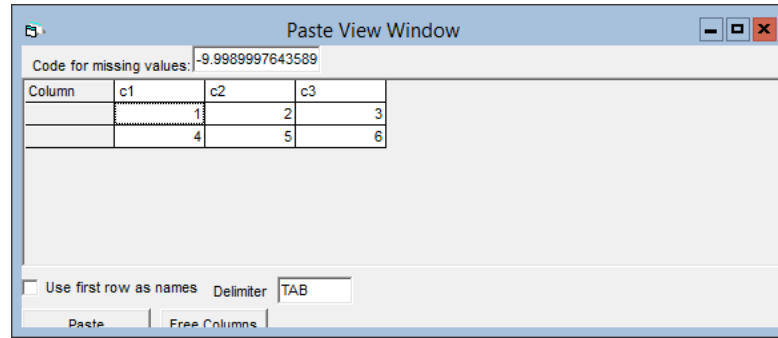 Paste View Window
Code for missing values: -9.9989997643589
Column c1 c2 c3
1 2 3
4 5 6
Use first row as names Delimiter TAB
Paste Free Columns